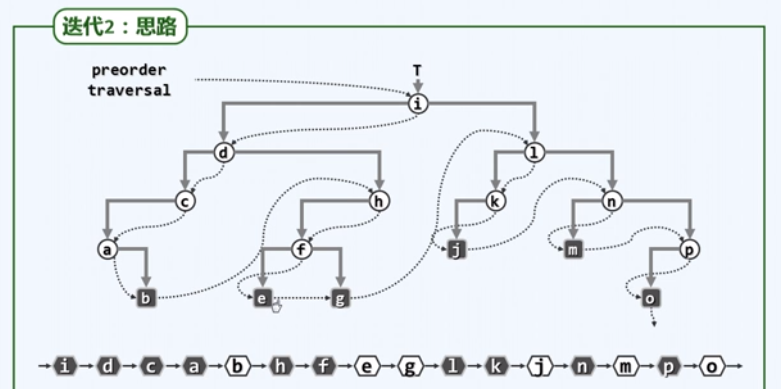 迭代2：思路
preorder
traversal
T
i
d
l
c
h
k
n
a
f
j
m
p
b
e
g
o
i d c a b h f e g l k j n m p o